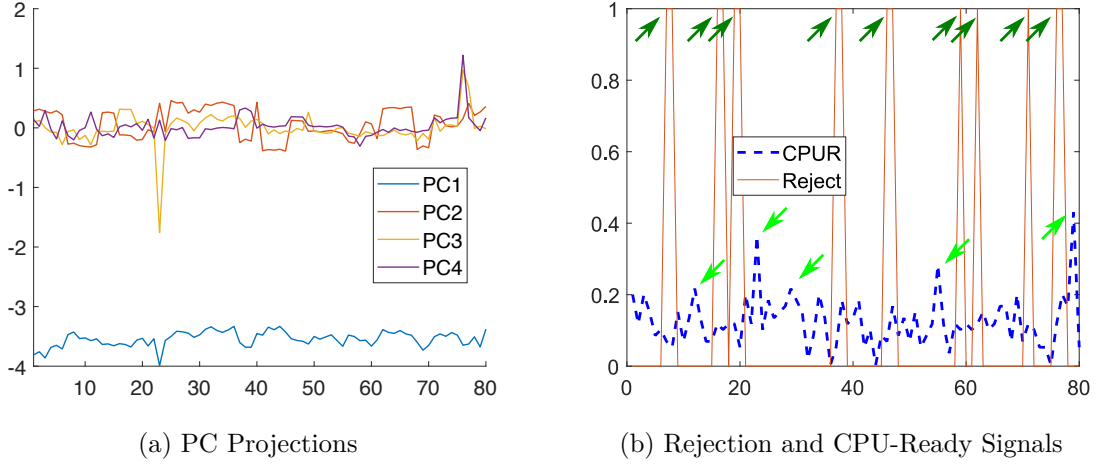 2
1
0
-1
-2
-3
-4
10 20 30 40 50 60 70 80
PC1
PC2
PC3
PC4
(a) PC Projections
1
0.8
0.6
0.4
0.2
0
0 20 40 60 80
CPUR
Reject
(b) Rejection and CPU-Ready Signals